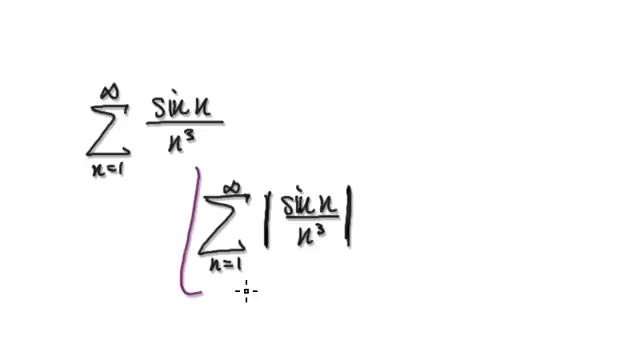 ∞
∑ sin n / n³
n=1
∞
∑ | sin n / n³ |
n=1